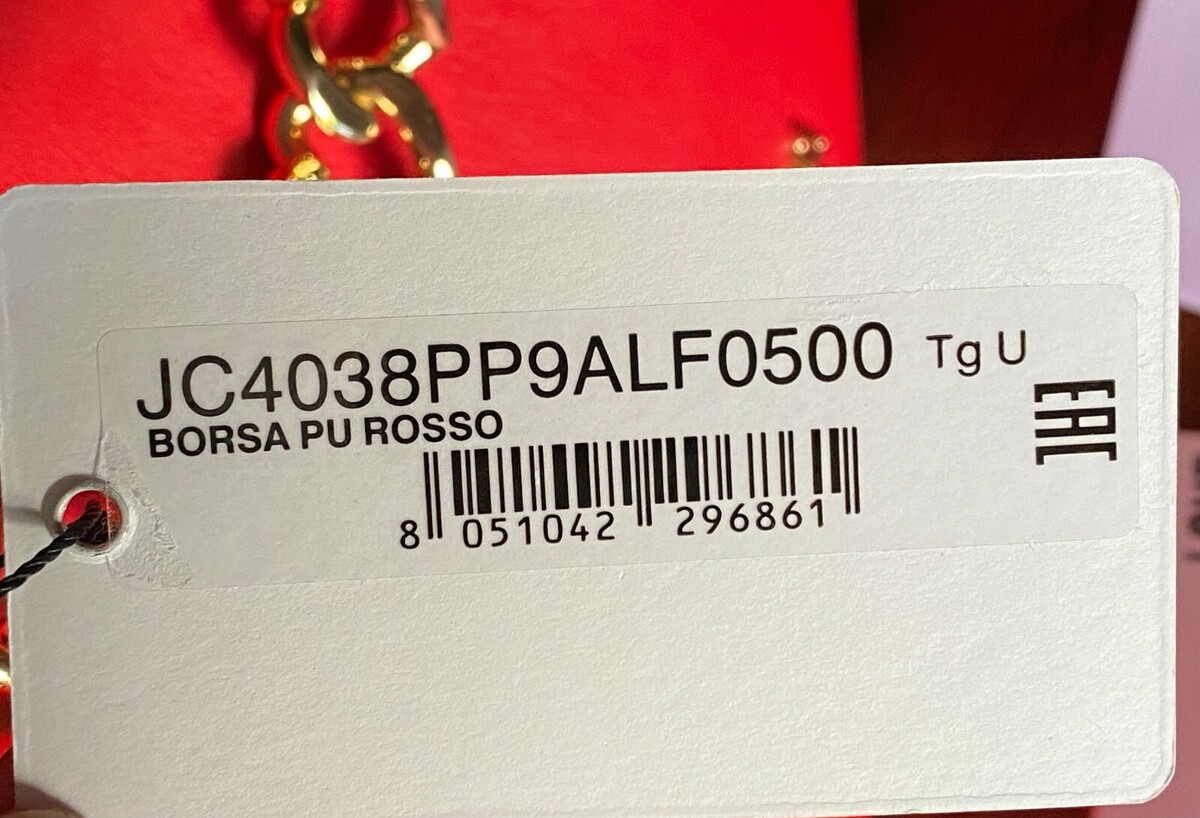 JC4038PP9ALF0500 Tg U
BORSA PU ROSSO
EAC
8 051042 296861